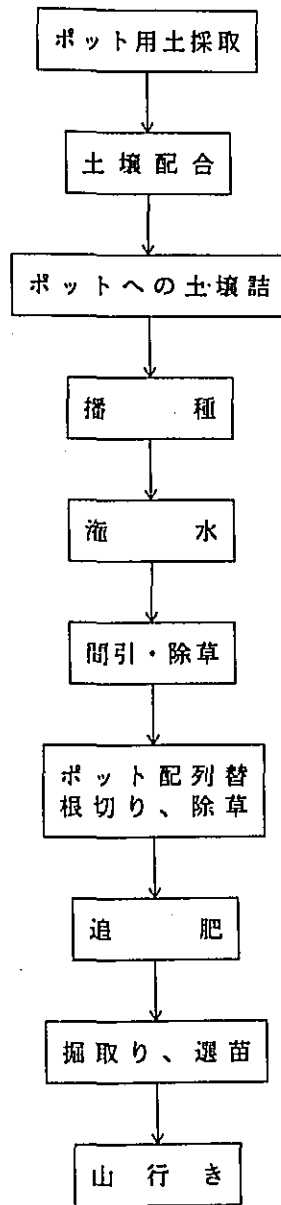 ポット用土採取
土壌配合
ポットへの土壌詰
播種
潅水
間引・除草
ポット配列替
根切り、除草
追肥
掘取り、選苗
山行き